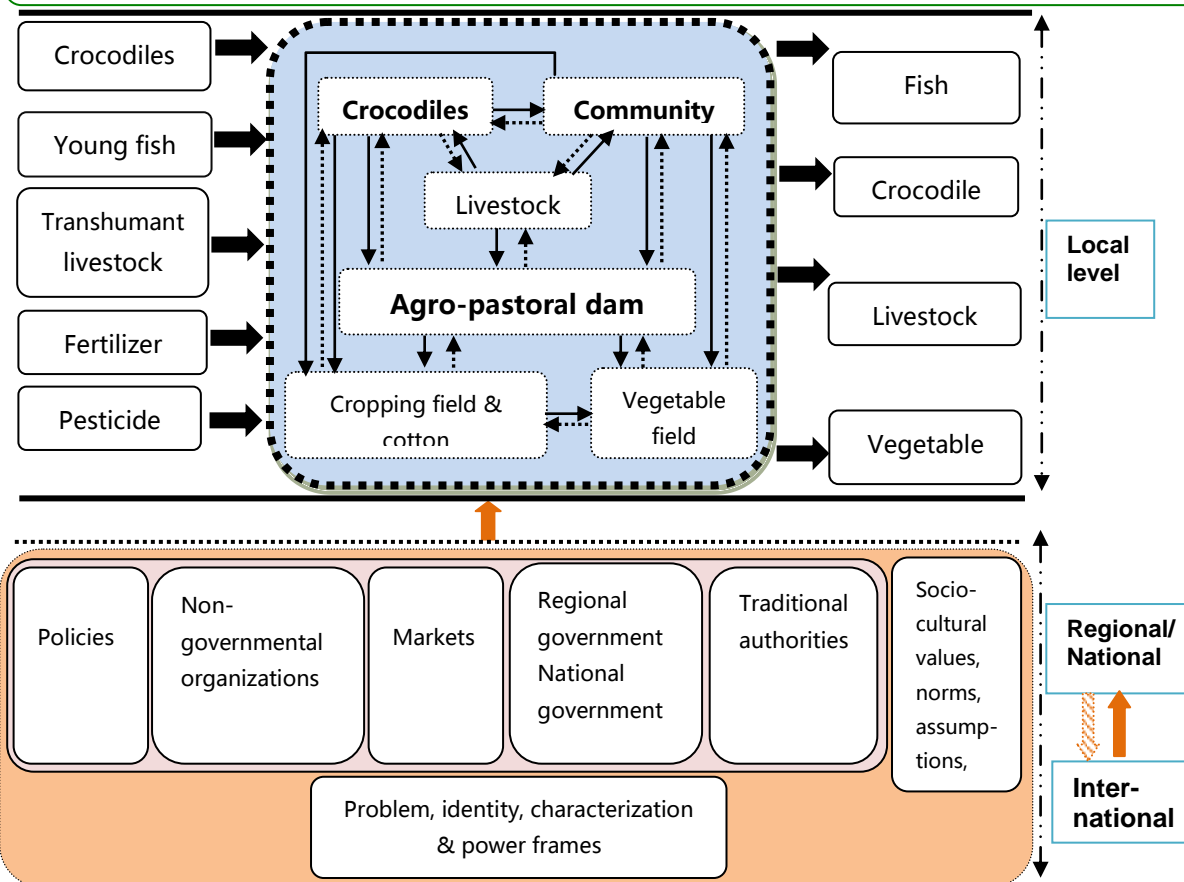 Crocodiles
Young fish
Transhumant
livestock
Fertilizer
Pesticide
Crocodiles
Community
Livestock
Agro-pastoral dam
Cropping field &
cotton
Vegetable
field
Fish
Crocodile
Livestock
Vegetable
Local
level
Policies
Non-
governmental
organizations
Markets
Regional
government
National
government
Traditional
authorities
Socio-
cultural
values,
norms,
assump-
tions,
Problem, identity, characterization
& power frames
Regional/
National
Inter-
national